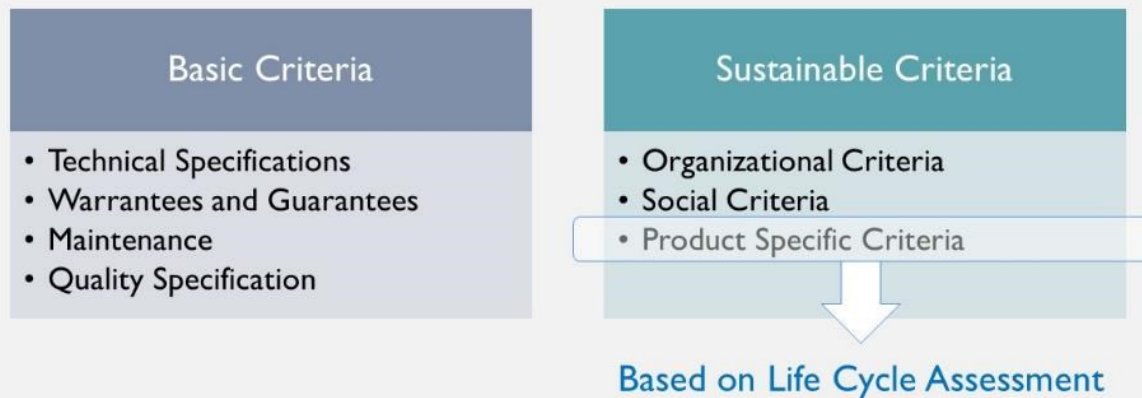 Basic Criteria
• Technical Specifications
• Warrantees and Guarantees
• Maintenance
• Quality Specification
Sustainable Criteria
• Organizational Criteria
• Social Criteria
• Product Specific Criteria
Based on Life Cycle Assessment